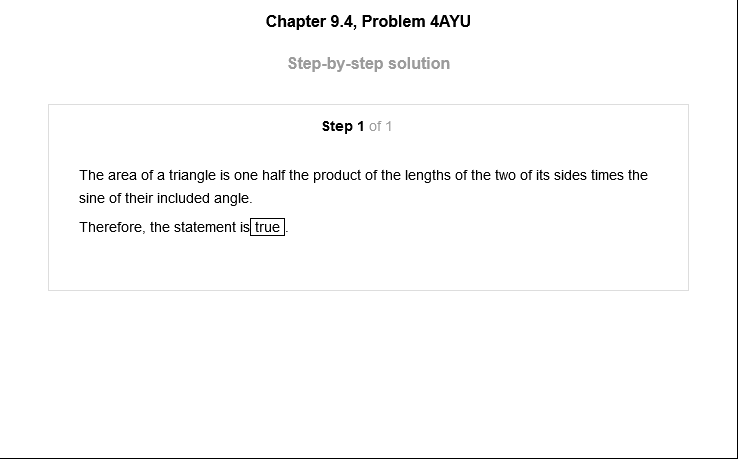 Chapter 9.4, Problem 4AYU
Step-by-step solution
Step 1 of 1
The area of a triangle is one half the product of the lengths of the two of its sides times the
sine of their included angle.
Therefore, the statement is true.